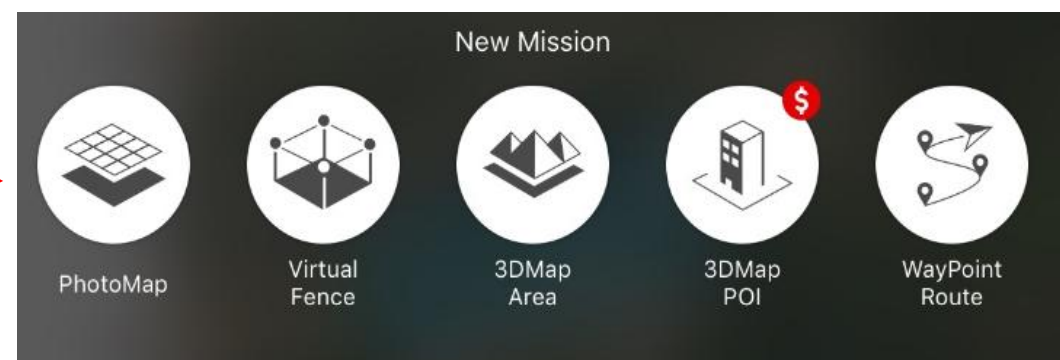 New Mission
$
PhotoMap
Virtual
Fence
3DMap
Area
3DMap
POI
WayPoint
Route